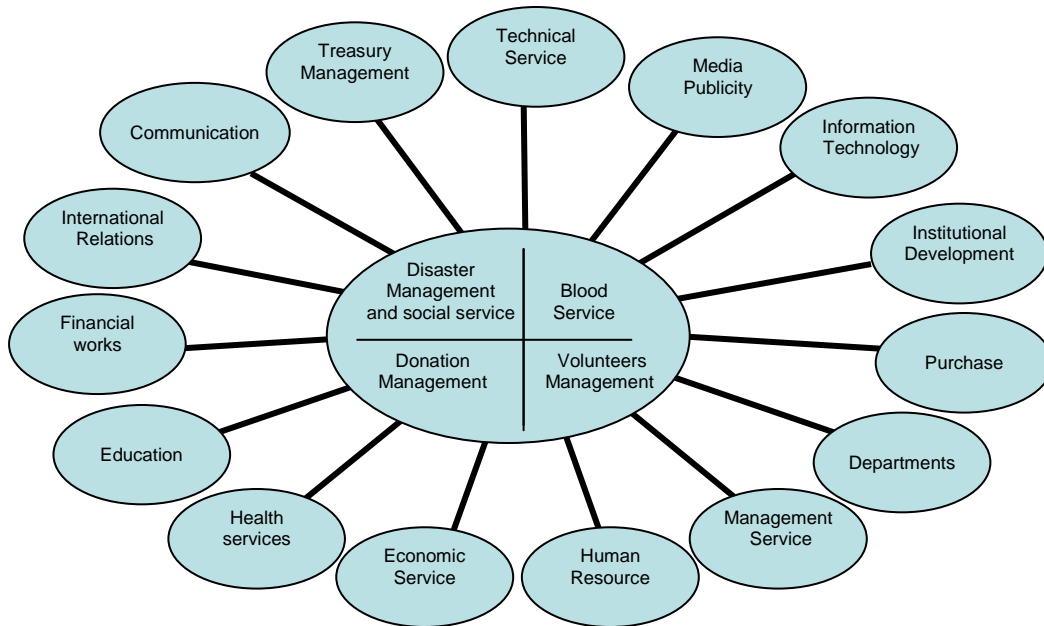 Treasury
Management
Technical
Service
Media
Publicity
Communication
Information
Technology
International
Relations
Institutional
Development
Disaster
Management
and social service
Blood
Service
Financial
works
Donation
Management
Volunteers
Management
Purchase
Education
Departments
Health
services
Management
Service
Economic
Service
Human
Resource